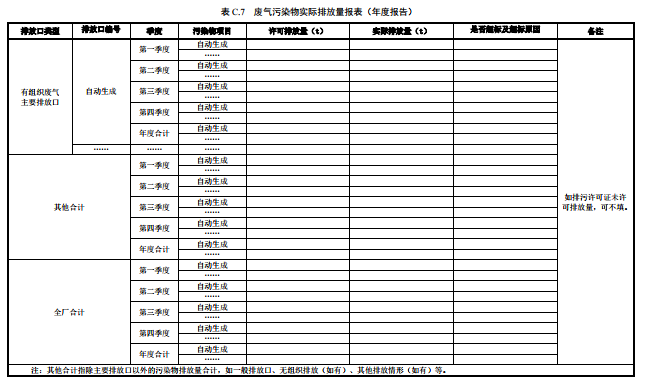 表 C.7 废气污染物实际排放量报表（年度报告）
排放口类型 排放口编号 季度 污染物项目 许可排放量（t） 实际排放量（t） 是否超标及超标原因 备注
有组织废气
主要排放口
自动生成
第一季度 自动生成
……
第二季度 自动生成
……
第三季度 自动生成
……
第四季度 自动生成
……
年度合计 自动生成
……
…… …… ……
其他合计
第一季度 自动生成
……
第二季度 自动生成
……
第三季度 自动生成
……
第四季度 自动生成
……
年度合计 自动生成
……
全厂合计
第一季度 自动生成
……
第二季度 自动生成
……
第三季度 自动生成
……
第四季度 自动生成
……
年度合计 自动生成
……
如排污许可证未许
可排放量，可不填。
注：其他合计指除主要排放口以外的污染物排放量合计，如一般排放口、无组织排放（如有）、其他排放情形（如有）等。